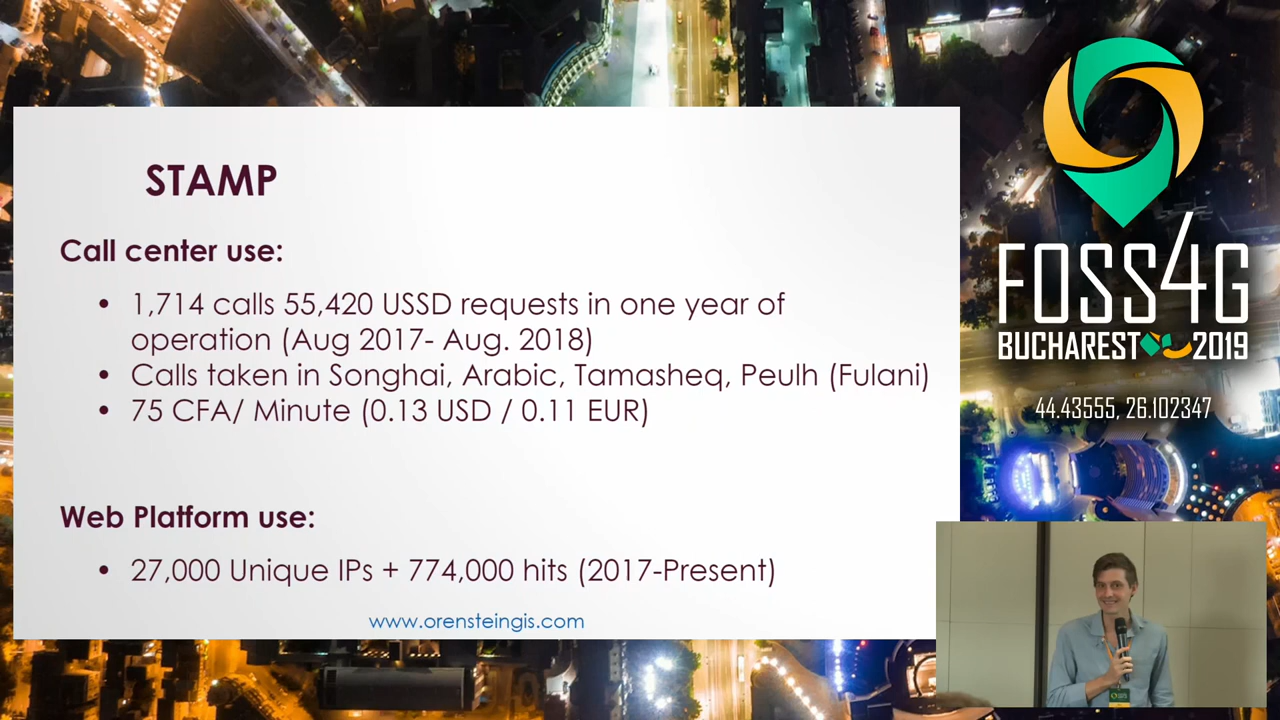 STAMP
Call center use:
• 1,714 calls 55,420 USSD requests in one year of
operation (Aug 2017- Aug. 2018)
• Calls taken in Songhai, Arabic, Tamasheq, Peulh (Fulani)
• 75 CFA/ Minute (0.13 USD / 0.11 EUR)
Web Platform use:
• 27,000 Unique IPs + 774,000 hits (2017-Present)
www.orensteingis.com
FOSS4G
BUCHAREST 2019
44.43555, 26.102347